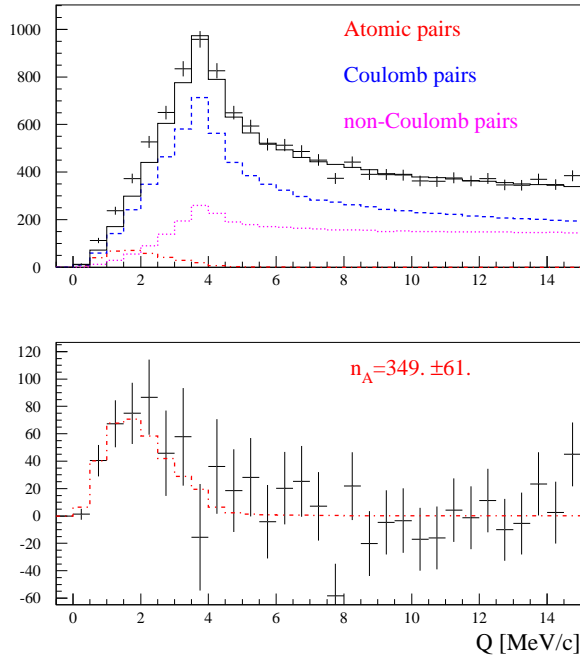 1000
800
600
400
200
0
Atomic pairs
Coulomb pairs
non-Coulomb pairs
0 2 4 6 8 10 12 14
120
100
80
60
40
20
0
-20
-40
-60
n_A=349. ±61.
0 2 4 6 8 10 12 14
Q [MeV/c]